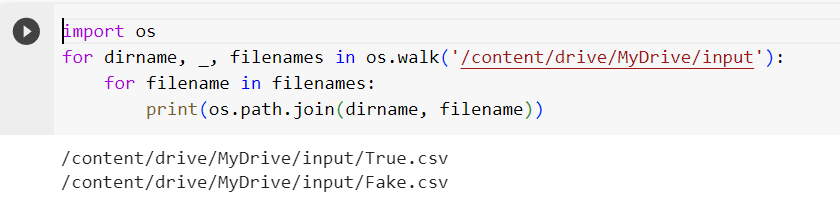 import os
for dirname, _, filenames in os.walk('/content/drive/MyDrive/input'):
    for filename in filenames:
        print(os.path.join(dirname, filename))
/content/drive/MyDrive/input/True.csv
/content/drive/MyDrive/input/Fake.csv